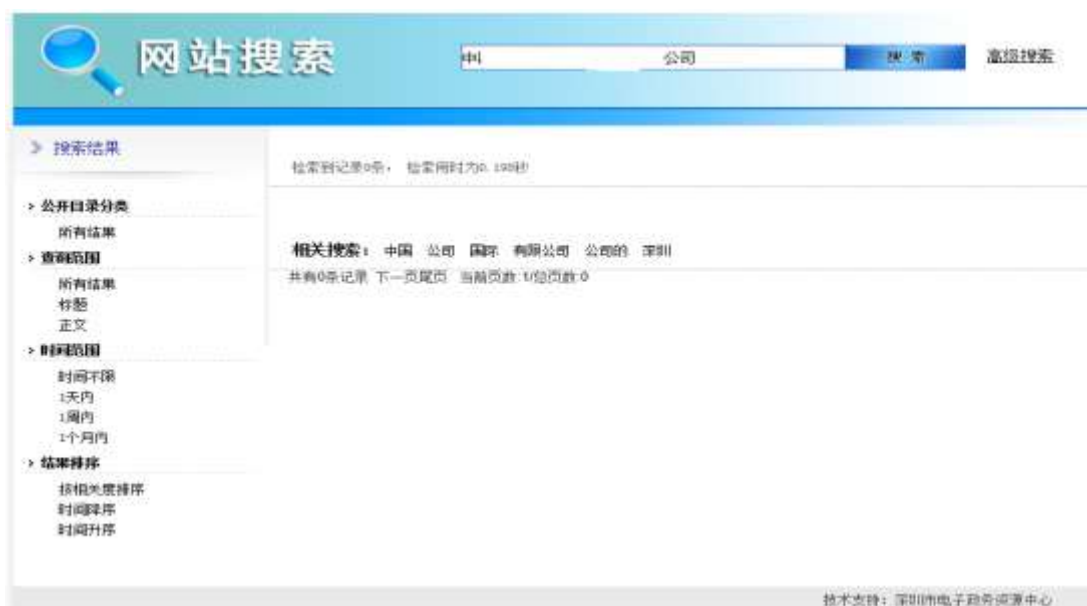 网站搜索
中 公司 搜索 高级搜索
搜索结果
检索到记录0条， 检索用时为0.198秒
公开目录分类
所有结果
查询范围
所有结果
标题
正文
时间范围
时间不限
1天内
1周内
1个月内
结果排序
按相关度排序
时间降序
时间升序
相关搜索： 中国 公司 国际 有限公司 公司的 深圳
共有0条记录 下一页尾页 当前页数:1/总页数:0
技术支持：深圳市电子政务资源中心